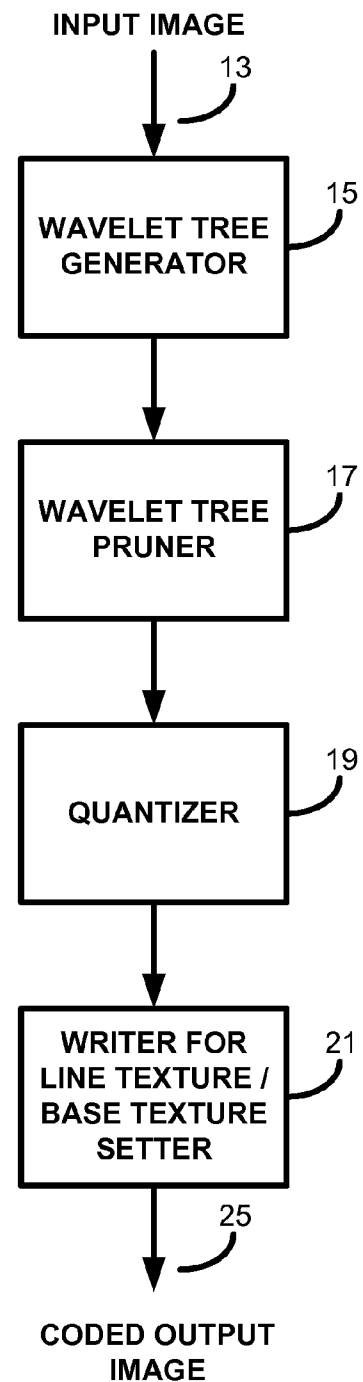 INPUT IMAGE
13
WAVELET TREE
GENERATOR
15
WAVELET TREE
PRUNER
17
QUANTIZER
19
WRITER FOR
LINE TEXTURE /
BASE TEXTURE
SETTER
21
25
CODED OUTPUT
IMAGE